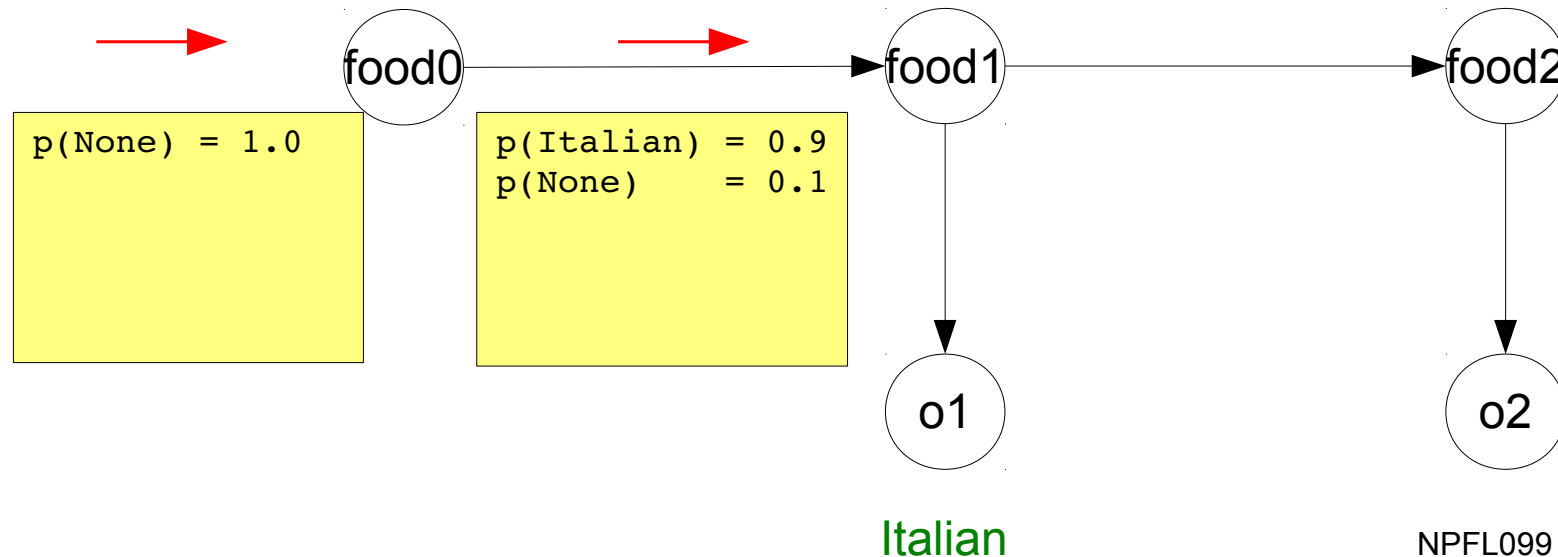 food0
food1
food2
p(None) = 1.0
p(Italian) = 0.9
p(None) = 0.1
o1
o2
Italian
NPFL099